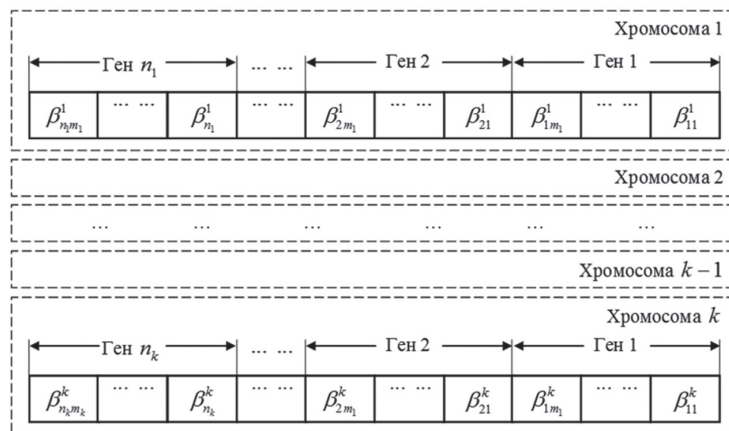 Хромосома 1
Ген n₁ ... ... Ген 2 Ген 1
β¹ₙ₁ₘ₁ ... ... β¹ₙ₁ ... ... β¹₂ₘ₁ ... ... β¹₂₁ β¹₁ₘ₁ ... ... β¹₁₁
Хромосома 2
... ... ... ... ... ...
Хромосома k − 1
Хромосома k
Ген nₖ ... ... Ген 2 Ген 1
βᵏₙₖₘₖ ... ... βᵏₙₖ ... ... βᵏ₂ₘ₁ ... ... βᵏ₂₁ βᵏ₁ₘ₁ ... ... βᵏ₁₁